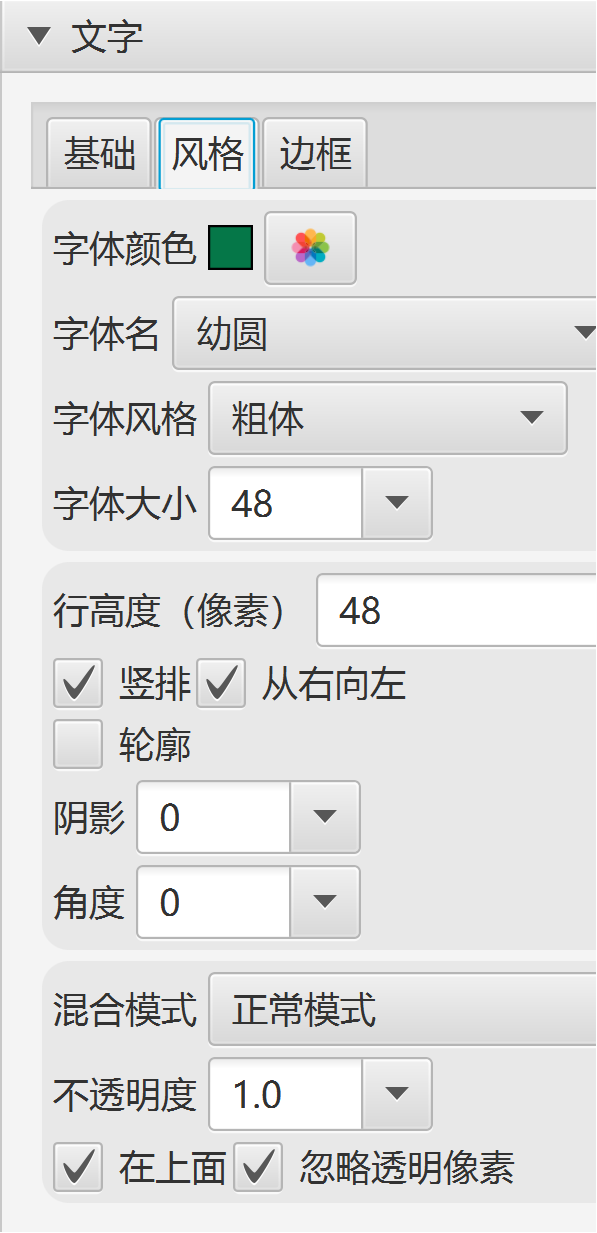 文字
基础 风格 边框
字体颜色
字体名 幼圆
字体风格 粗体
字体大小 48
行高度（像素） 48
竖排 从右向左
轮廓
阴影 0
角度 0
混合模式 正常模式
不透明度 1.0
在上面 忽略透明像素